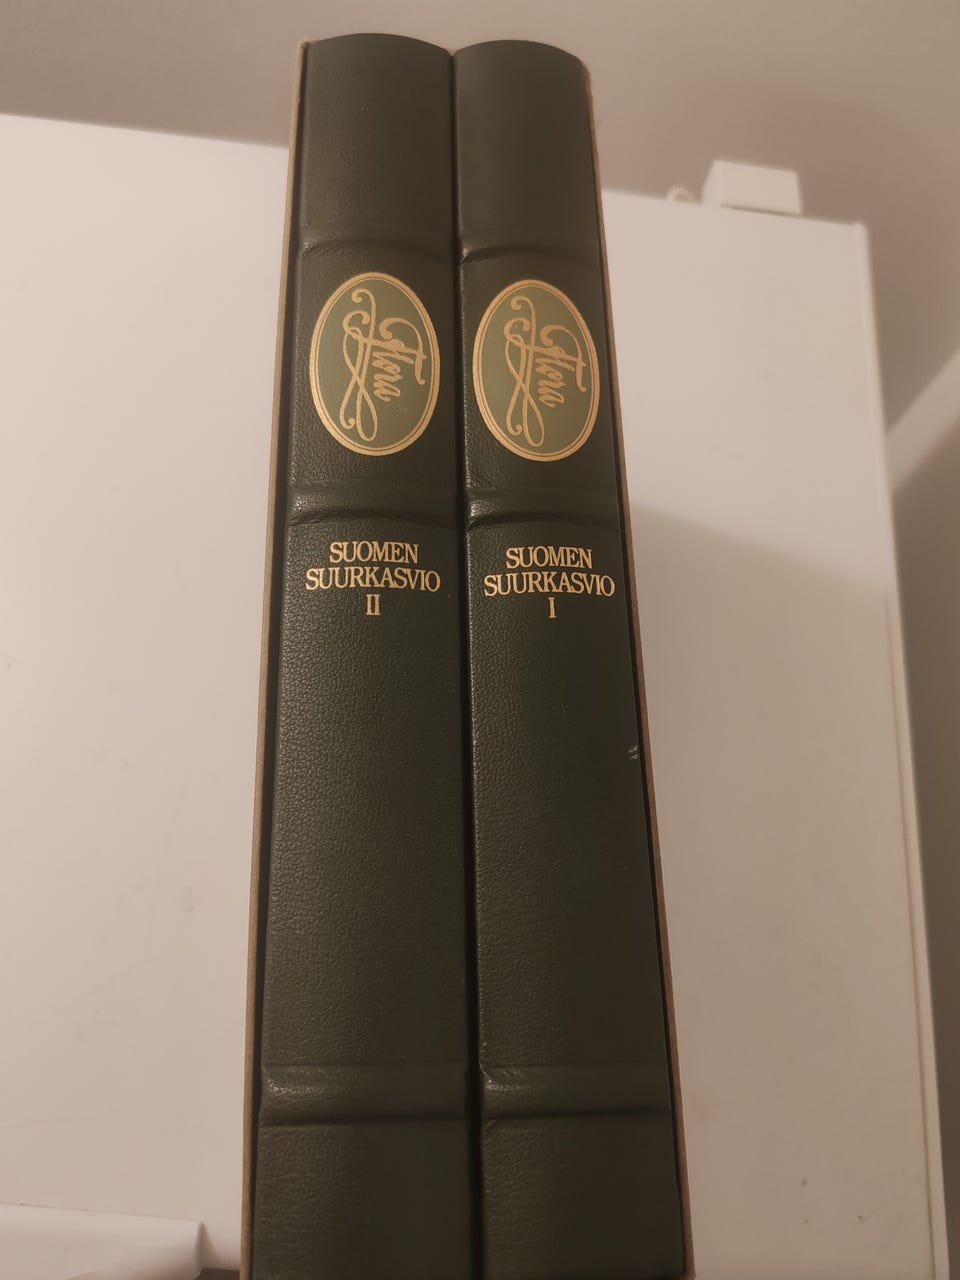 Flora
SUOMEN
SUURKASVIO
II
Flora
SUOMEN
SUURKASVIO
I